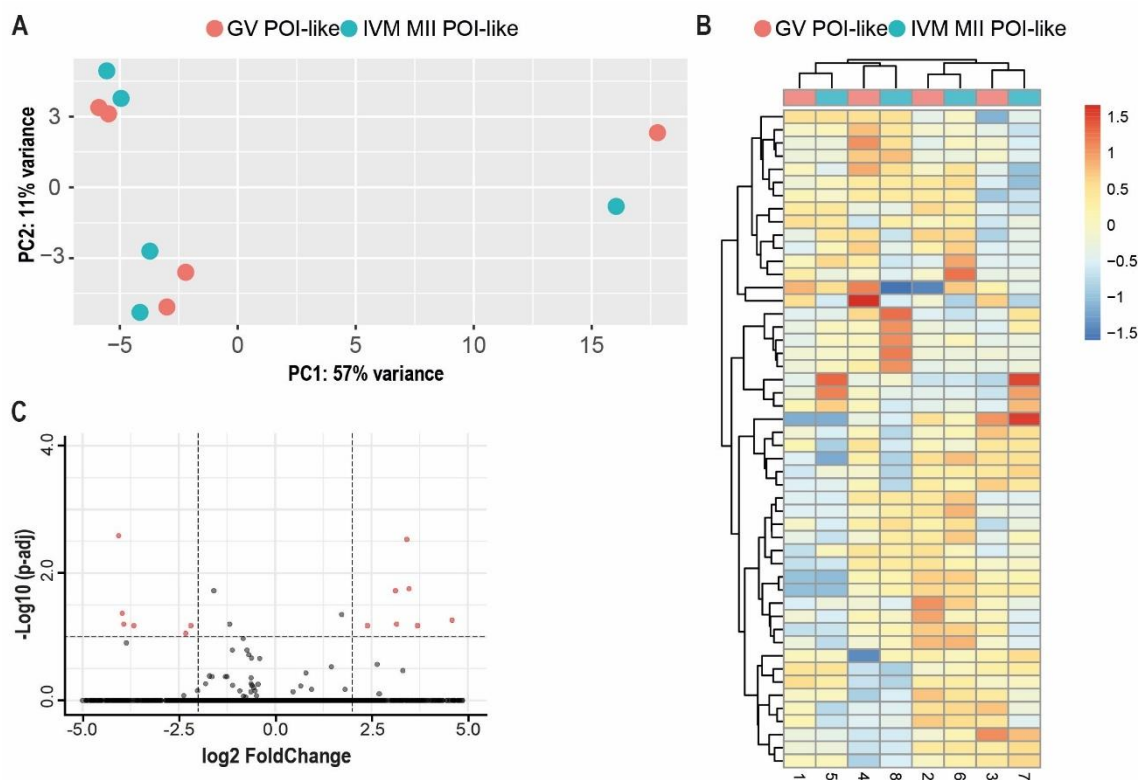 A
GV POI-like IVM MII POI-like
3
0
−3
PC2: 11% variance
−5 0 5 10 15
PC1: 57% variance
B
GV POI-like IVM MII POI-like
1.5
1
0.5
0
−0.5
−1
−1.5
1 5 4 8 2 6 3 7
C
4.0
2.0
0.0
-Log10 (p-adj)
-5.0 -2.5 0.0 2.5 5.0
log2 FoldChange